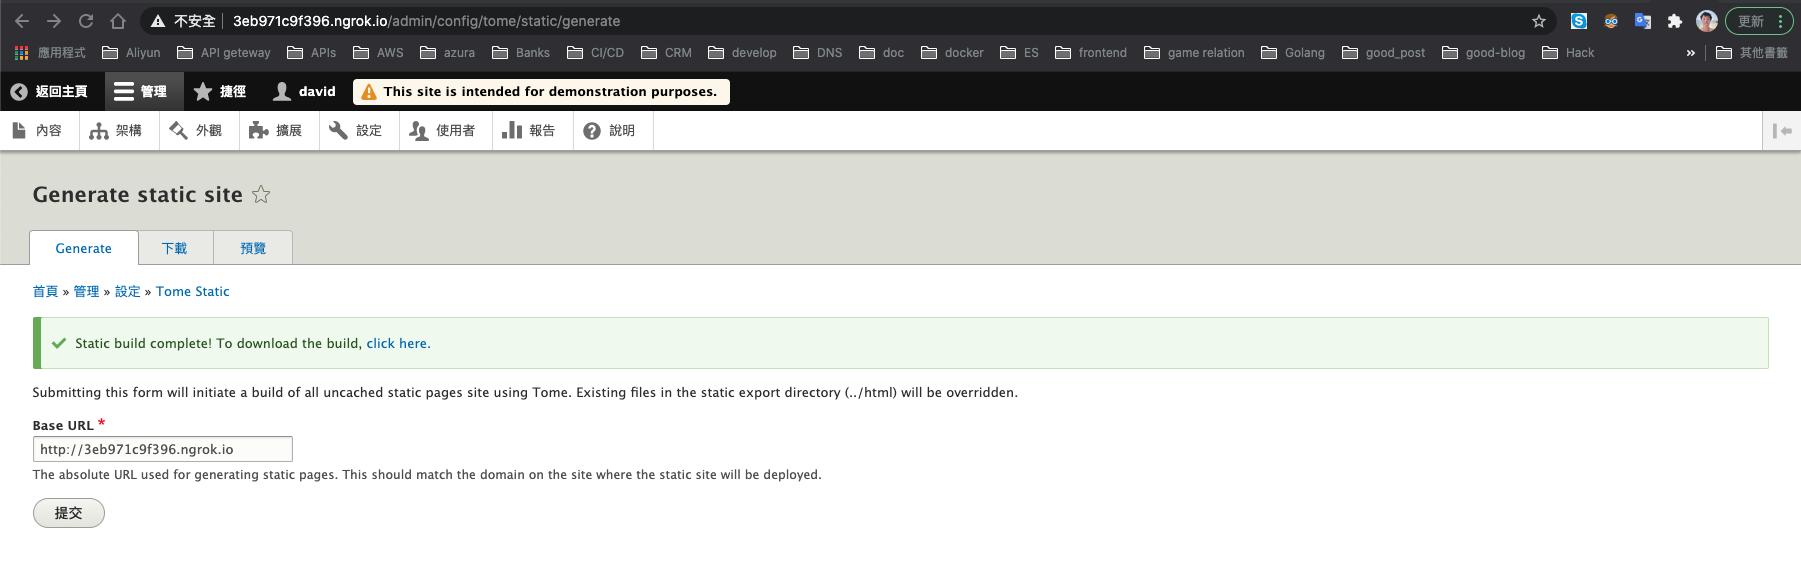 不安全 3eb971c9f396.ngrok.io/admin/config/tome/static/generate 更新
應用程式 Aliyun API geteway APIs AWS azura Banks CI/CD CRM develop DNS doc docker ES frontend game relation Golang good_post good-blog Hack » 其他書籤
返回主頁 管理 捷徑 david This site is intended for demonstration purposes.
內容 架構 外觀 擴展 設定 使用者 報告 說明
Generate static site
Generate 下載 預覽
首頁 » 管理 » 設定 » Tome Static
Static build complete! To download the build, click here.
Submitting this form will initiate a build of all uncached static pages site using Tome. Existing files in the static export directory (../html) will be overridden.
Base URL *
http://3eb971c9f396.ngrok.io
The absolute URL used for generating static pages. This should match the domain on the site where the static site will be deployed.
提交